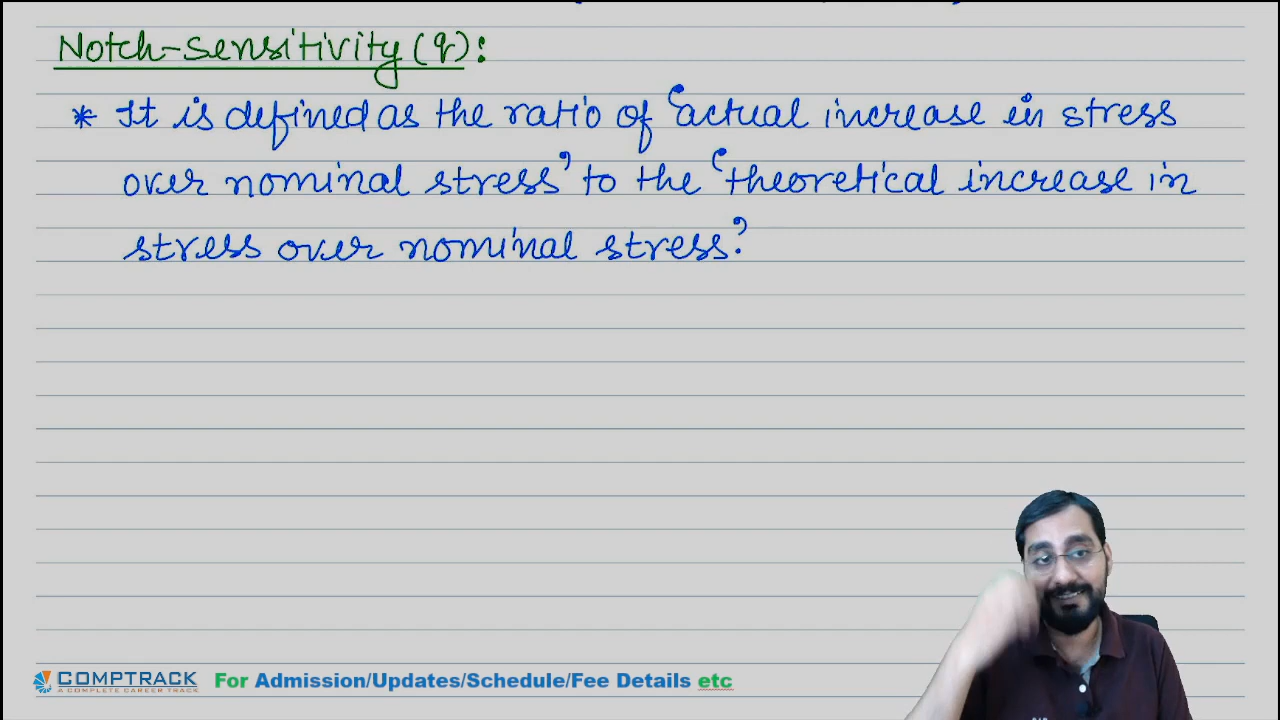 Notch-Sensitivity (q):
* It is defined as the ratio of ‘actual increase in stress
over nominal stress’ to the ‘theoretical increase in
stress over nominal stress’.
COMPTRACK
A COMPLETE CAREER TRACK
For Admission/Updates/Schedule/Fee Details etc